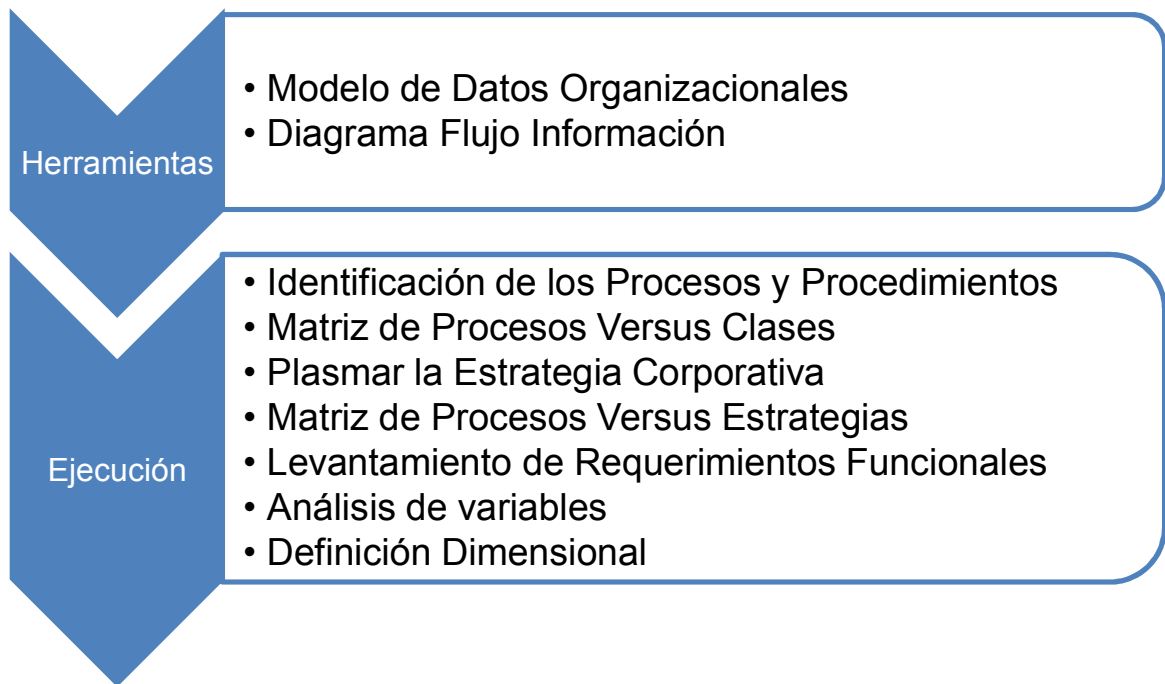 Herramientas
• Modelo de Datos Organizacionales
• Diagrama Flujo Información
Ejecución
• Identificación de los Procesos y Procedimientos
• Matriz de Procesos Versus Clases
• Plasmar la Estrategia Corporativa
• Matriz de Procesos Versus Estrategias
• Levantamiento de Requerimientos Funcionales
• Análisis de variables
• Definición Dimensional